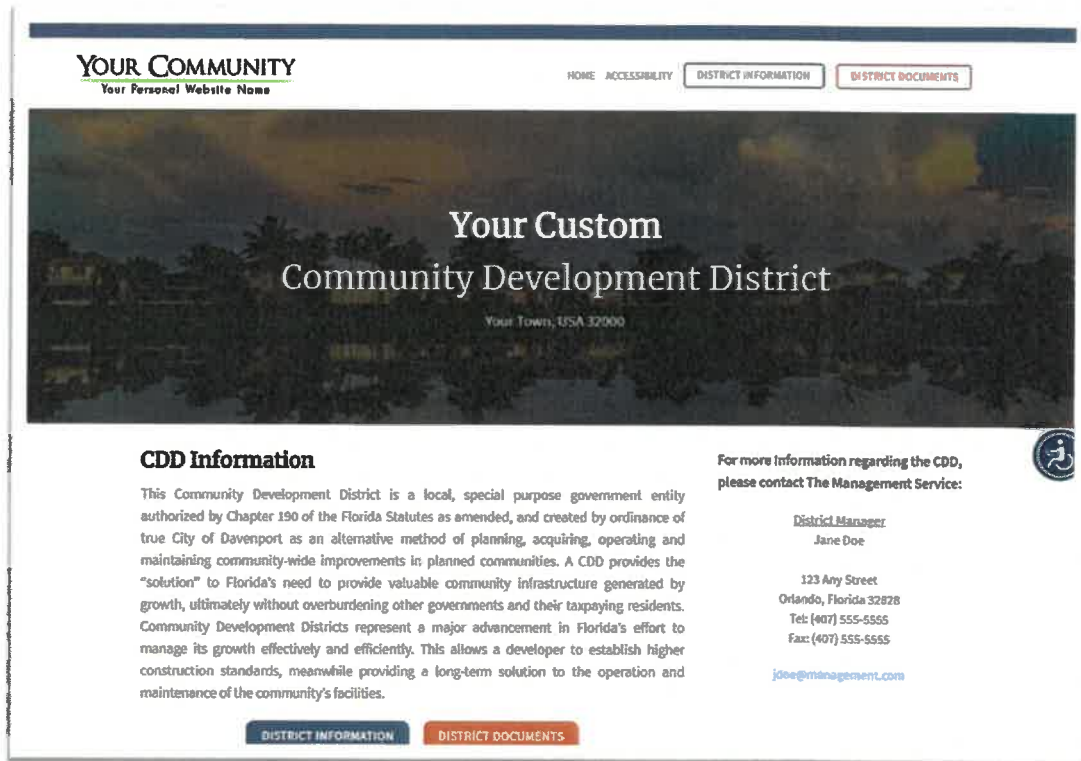 YOUR COMMUNITY
Your Personal Website Name
HOME ACCESSIBILITY DISTRICT INFORMATION DISTRICT DOCUMENTS
Your Custom
Community Development District
Your Town, USA 32000
CDD Information
This Community Development District is a local, special purpose government entity
authorized by Chapter 190 of the Florida Statutes as amended, and created by ordinance of
true City of Davenport as an alternative method of planning, acquiring, operating and
maintaining community-wide improvements in planned communities. A CDD provides the
"solution" to Florida's need to provide valuable community infrastructure generated by
growth, ultimately without overburdening other governments and their taxpaying residents.
Community Development Districts represent a major advancement in Florida's effort to
manage its growth effectively and efficiently. This allows a developer to establish higher
construction standards, meanwhile providing a long-term solution to the operation and
maintenance of the community's facilities.
DISTRICT INFORMATION DISTRICT DOCUMENTS
For more information regarding the CDD,
please contact The Management Service:
District Manager
Jane Doe
123 Any Street
Orlando, Florida 32828
Tel: (407) 555-5555
Fax: (407) 555-5555
jdoe@management.com